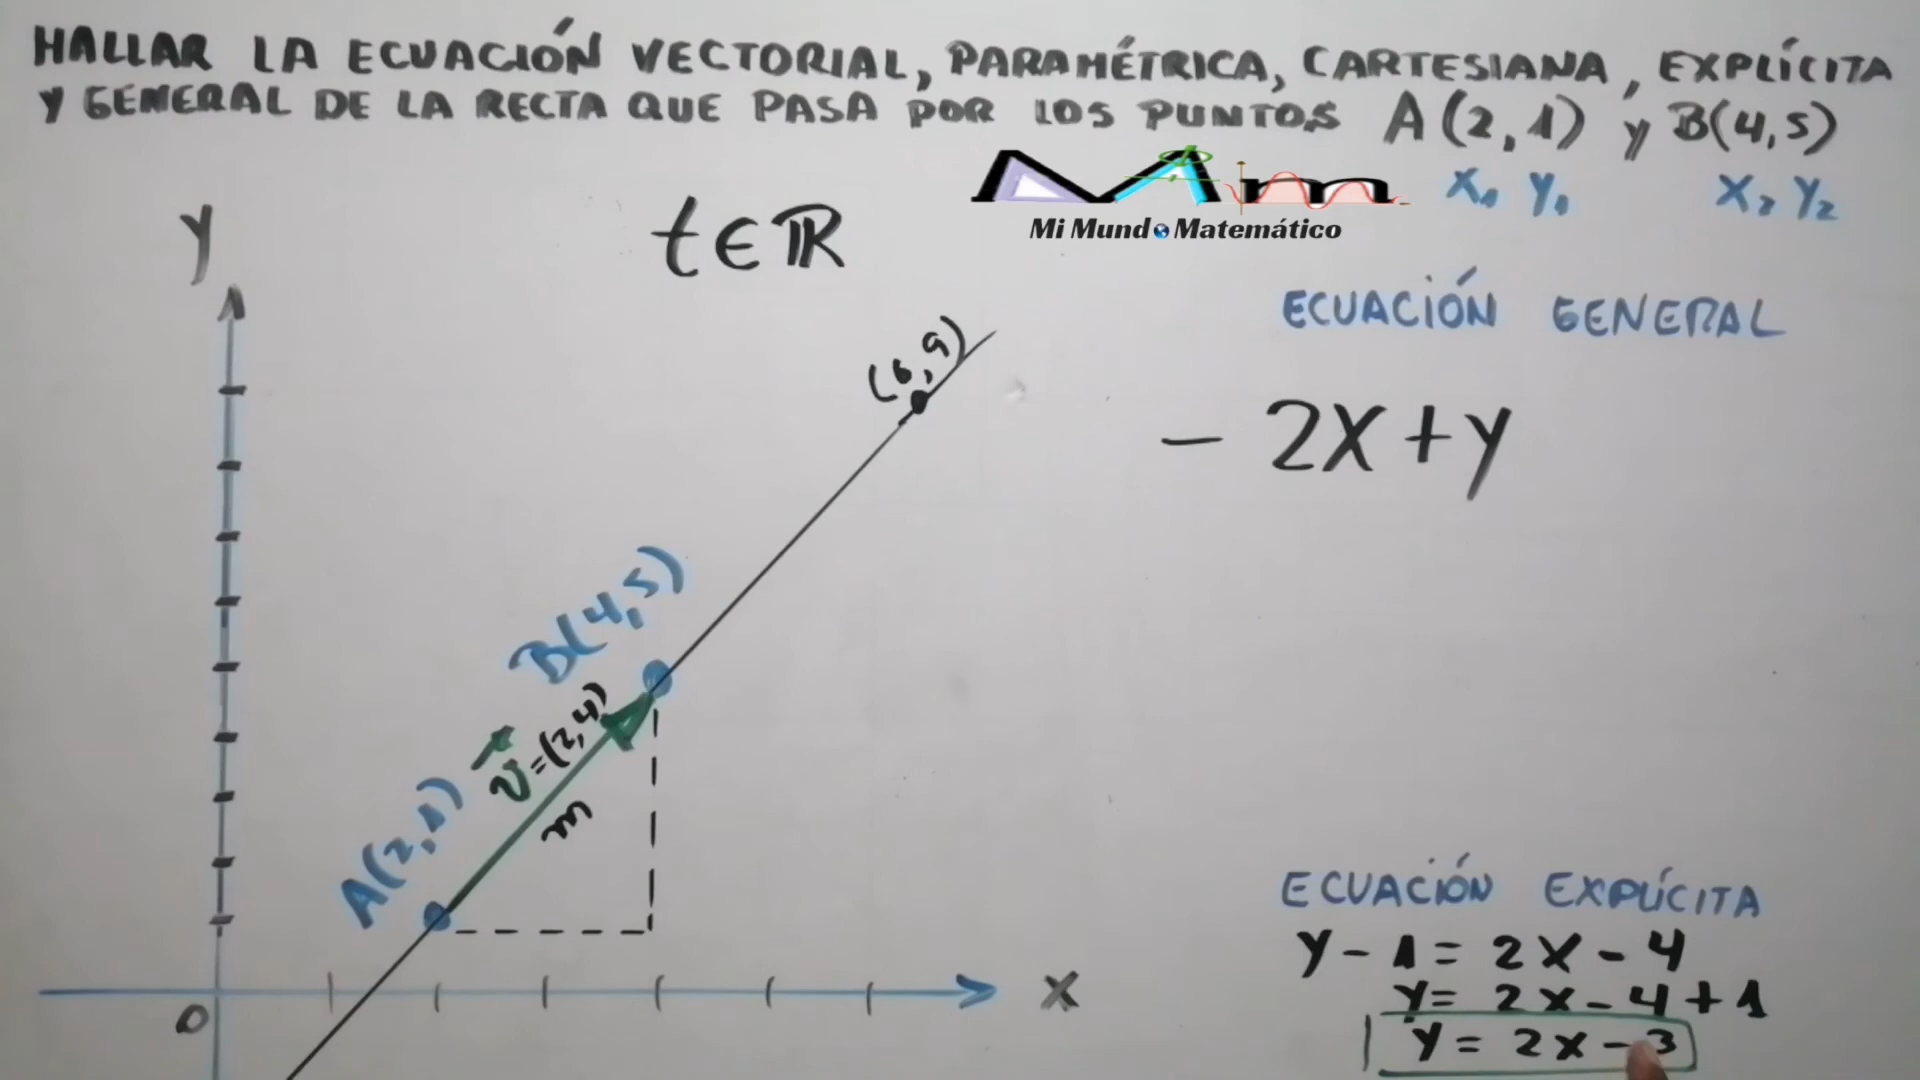 HALLAR LA ECUACIÓN VECTORIAL, PARAMÉTRICA, CARTESIANA, EXPLÍCITA
Y GENERAL DE LA RECTA QUE PASA POR LOS PUNTOS A(2,1) y B(4,5)
X₁ Y₁ X₂ Y₂
Mi Mundo Matemático
y
t∈ℝ
ECUACIÓN GENERAL
(6,9)
- 2X+y
B(4,5)
v⃗=(2,4)
A(2,1)
m
ECUACIÓN EXPLÍCITA
y-1= 2x-4
y= 2x-4+1
y= 2x-3
0
X